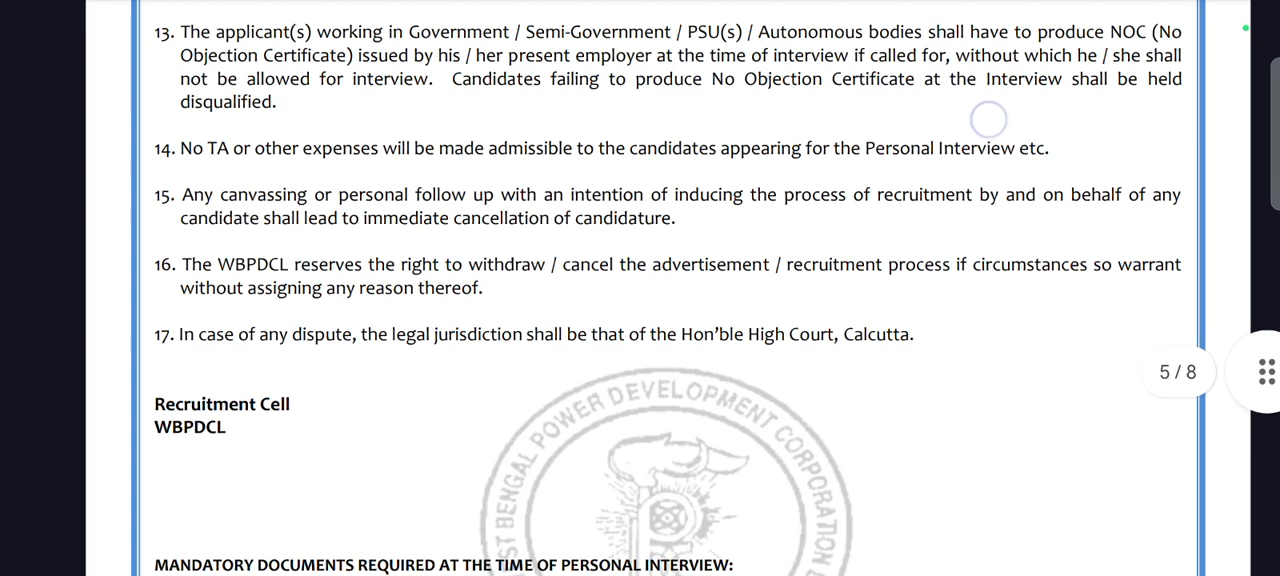 13. The applicant(s) working in Government / Semi-Government / PSU(s) / Autonomous bodies shall have to produce NOC (No
Objection Certificate) issued by his / her present employer at the time of interview if called for, without which he / she shall
not be allowed for interview. Candidates failing to produce No Objection Certificate at the Interview shall be held
disqualified.
14. No TA or other expenses will be made admissible to the candidates appearing for the Personal Interview etc.
15. Any canvassing or personal follow up with an intention of inducing the process of recruitment by and on behalf of any
candidate shall lead to immediate cancellation of candidature.
16. The WBPDCL reserves the right to withdraw / cancel the advertisement / recruitment process if circumstances so warrant
without assigning any reason thereof.
17. In case of any dispute, the legal jurisdiction shall be that of the Hon'ble High Court, Calcutta.
5 / 8
Recruitment Cell
WBPDCL
ST BENGAL POWER DEVELOPMENT CORPORATION
MANDATORY DOCUMENTS REQUIRED AT THE TIME OF PERSONAL INTERVIEW: